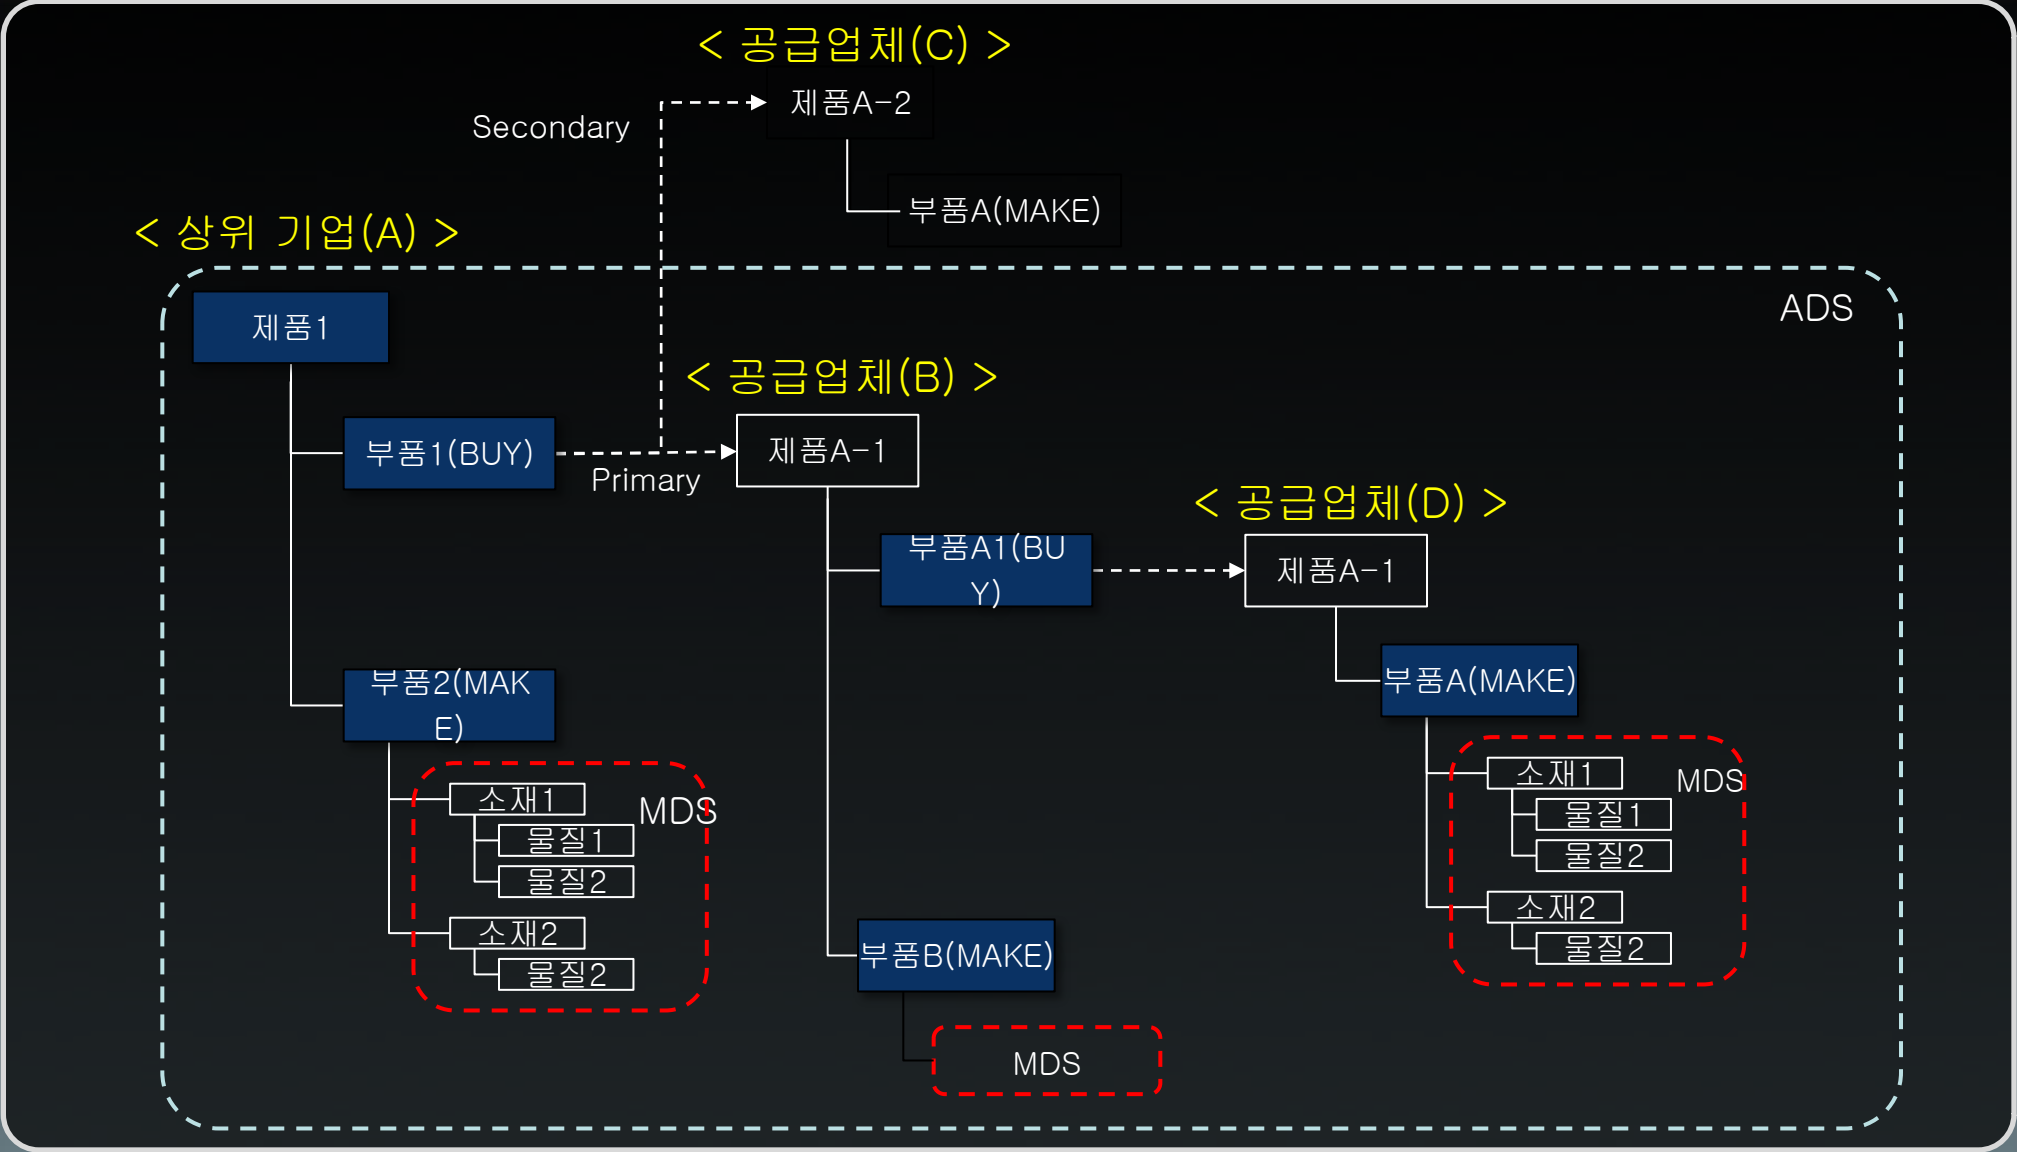 < 공급업체(C) >
제품A-2
Secondary
부품A(MAKE)
< 상위 기업(A) >
ADS
제품1
< 공급업체(B) >
부품1(BUY)
제품A-1
Primary
< 공급업체(D) >
부품A1(BU
Y)
제품A-1
부품2(MAK
E)
부품A(MAKE)
소재1
MDS
물질1
물질2
소재2
물질2
소재1
MDS
물질1
물질2
소재2
물질2
부품B(MAKE)
MDS